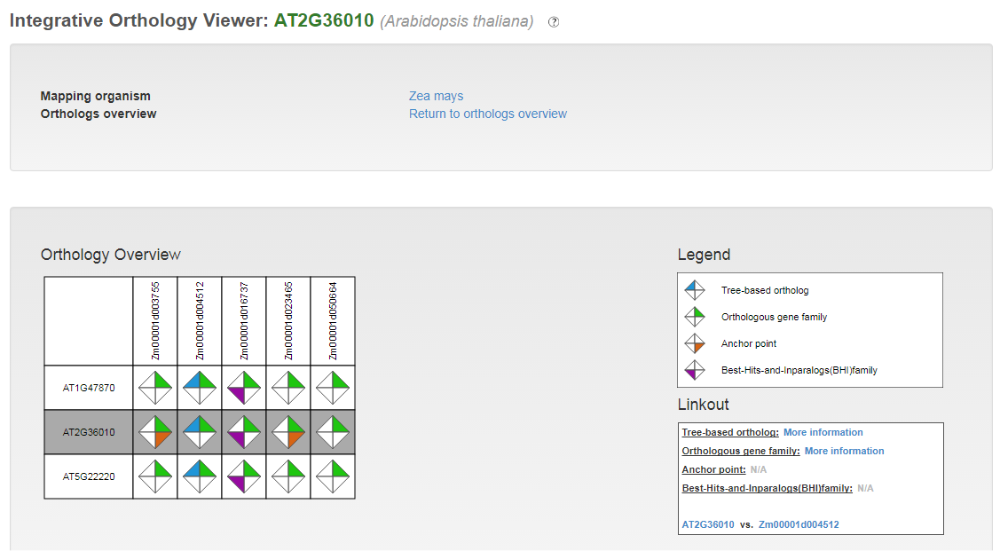 Integrative Orthology Viewer: AT2G36010 (Arabidopsis thaliana) ?
Mapping organism Zea mays
Orthologs overview Return to orthologs overview
Orthology Overview
Zm00001d003755 Zm00001d004512 Zm00001d016737 Zm00001d023465 Zm00001d050664
AT1G47870
AT2G36010
AT5G22220
Legend
Tree-based ortholog
Orthologous gene family
Anchor point
Best-Hits-and-Inparalogs(BHI)family
Linkout
Tree-based ortholog: More information
Orthologous gene family: More information
Anchor point: N/A
Best-Hits-and-Inparalogs(BHI)family: N/A
AT2G36010 vs. Zm00001d004512